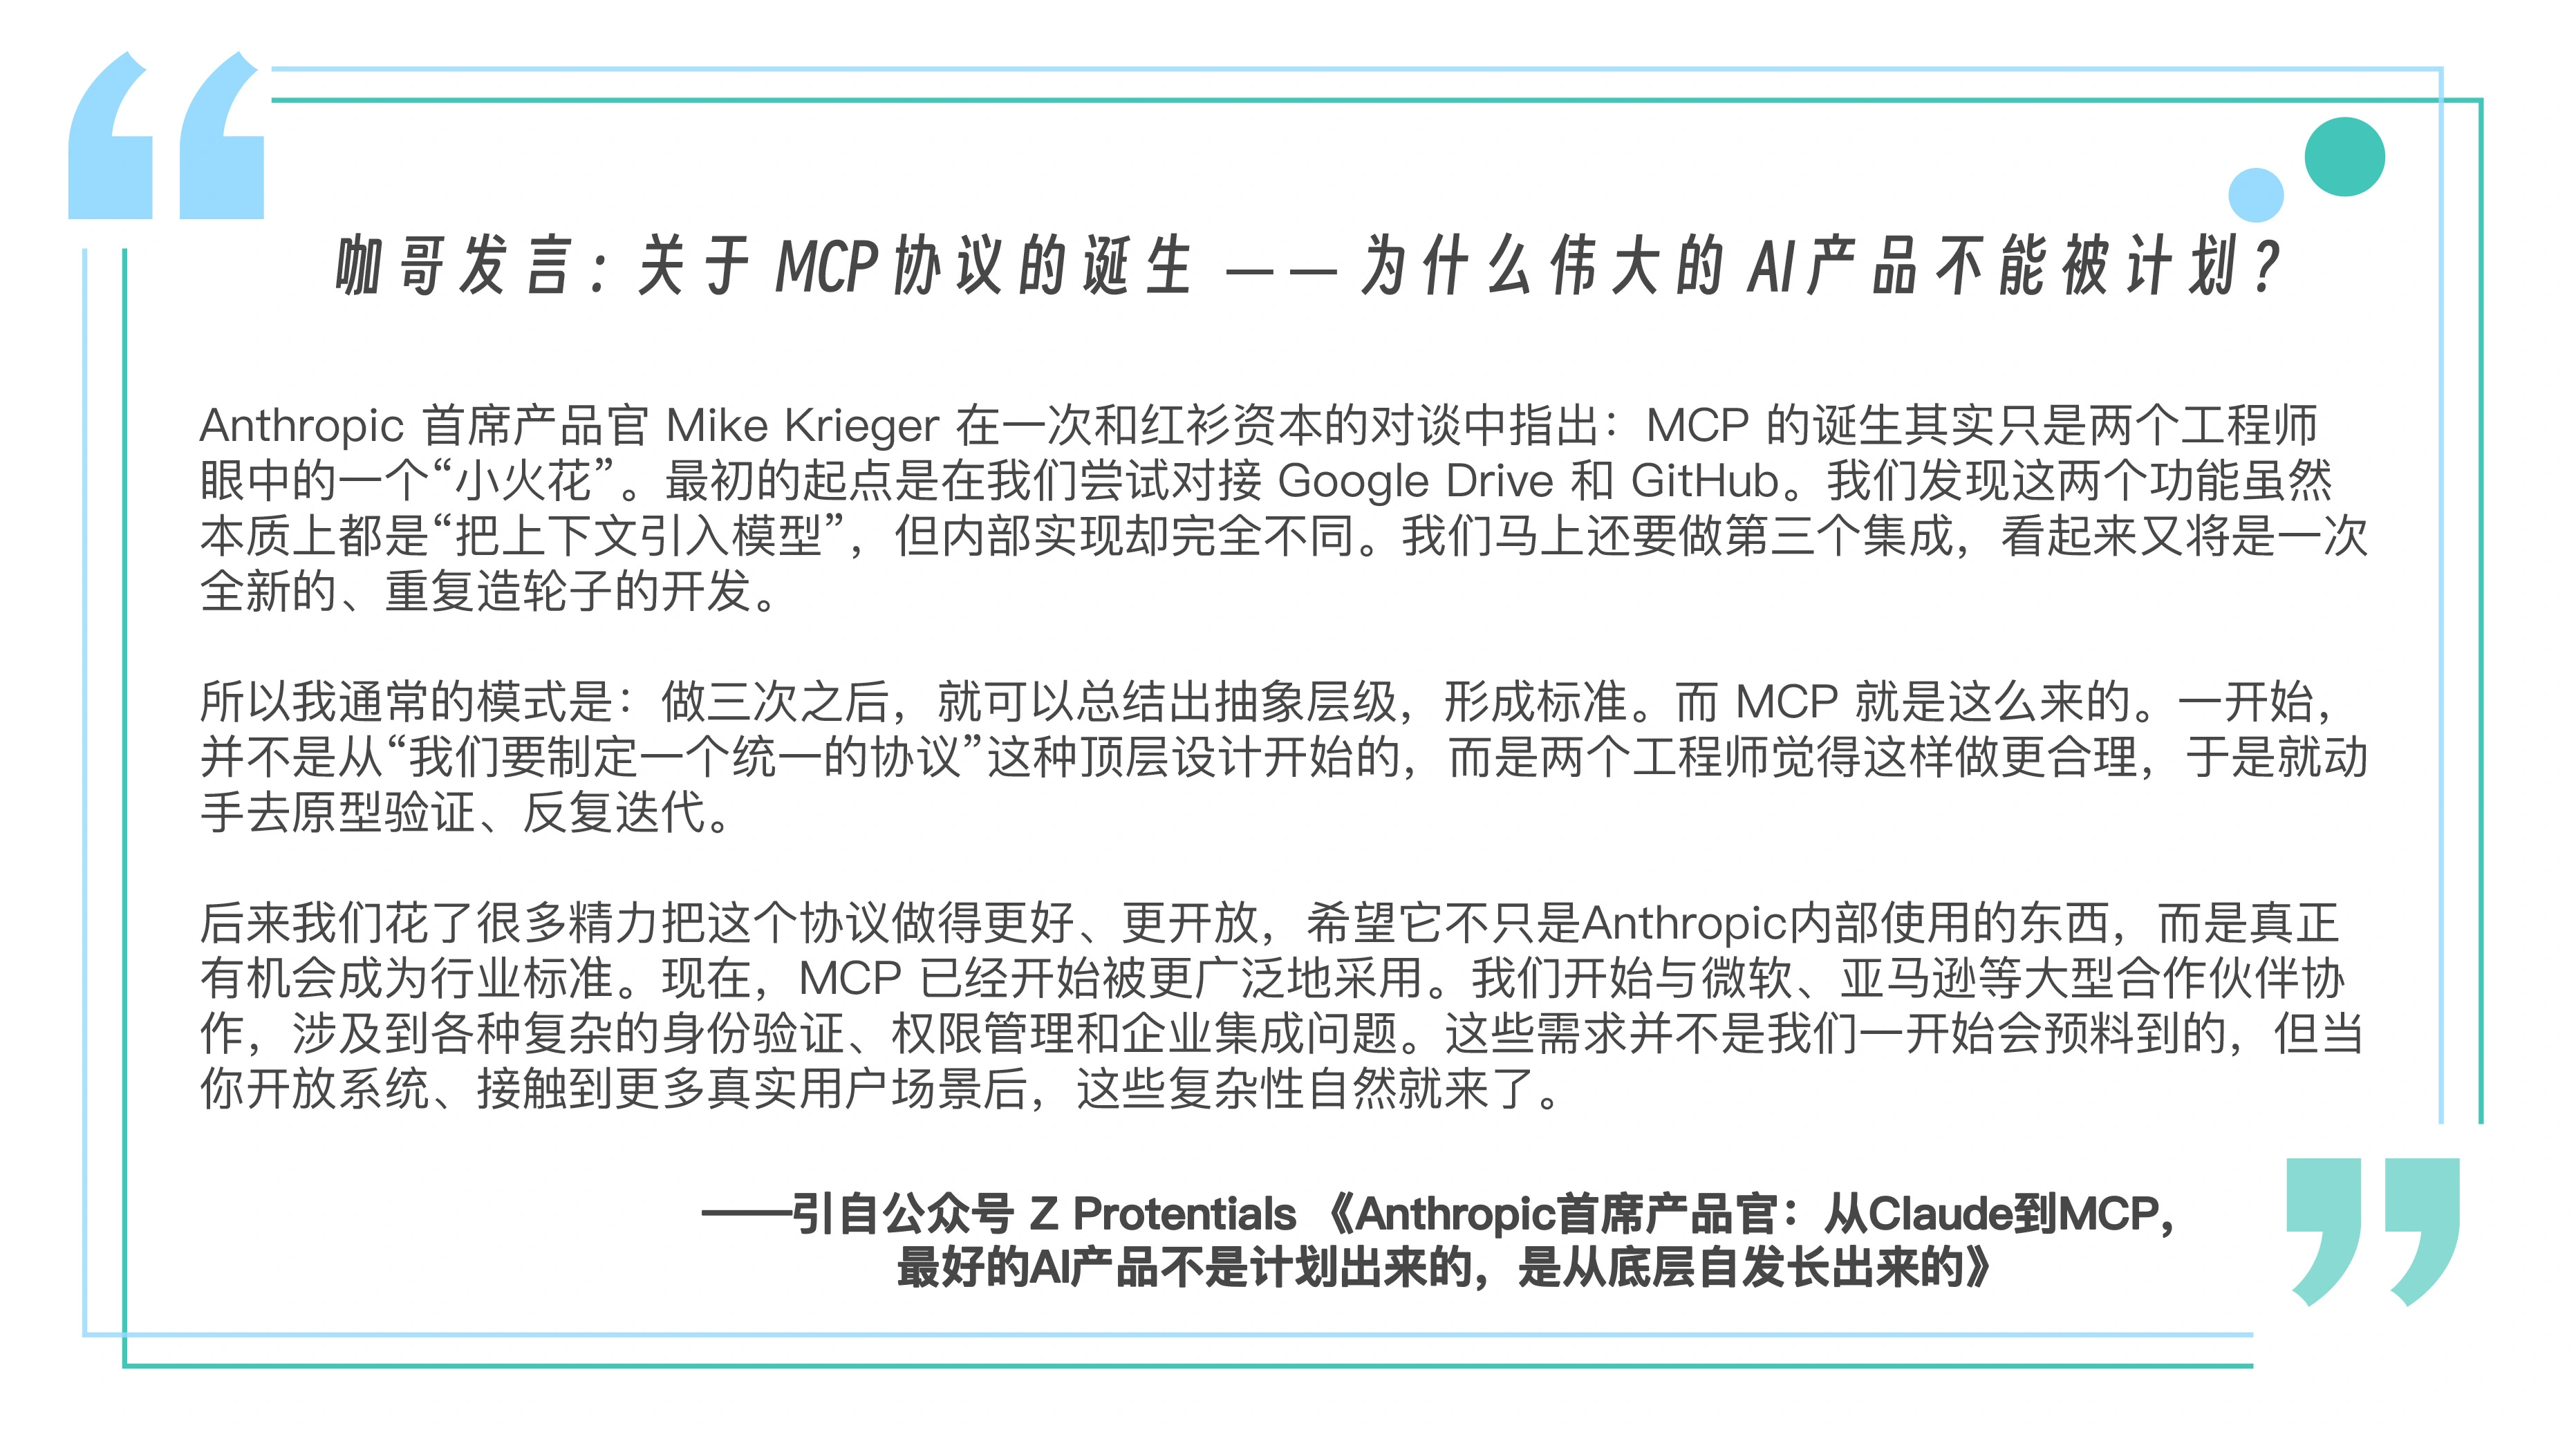 咖哥发言：关于 MCP 协议的诞生 —— 为什么伟大的 AI 产品不能被计划？
Anthropic 首席产品官 Mike Krieger 在一次和红衫资本的对谈中指出：MCP 的诞生其实只是两个工程师
眼中的一个“小火花”。最初的起点是在我们尝试对接 Google Drive 和 GitHub。我们发现这两个功能虽然
本质上都是“把上下文引入模型”，但内部实现却完全不同。我们马上还要做第三个集成，看起来又将是一次
全新的、重复造轮子的开发。
所以我通常的模式是：做三次之后，就可以总结出抽象层级，形成标准。而 MCP 就是这么来的。一开始，
并不是从“我们要制定一个统一的协议”这种顶层设计开始的，而是两个工程师觉得这样做更合理，于是就动
手去原型验证、反复迭代。
后来我们花了很多精力把这个协议做得更好、更开放，希望它不只是Anthropic内部使用的东西，而是真正
有机会成为行业标准。现在，MCP 已经开始被更广泛地采用。我们开始与微软、亚马逊等大型合作伙伴协
作，涉及到各种复杂的身份验证、权限管理和企业集成问题。这些需求并不是我们一开始会预料到的，但当
你开放系统、接触到更多真实用户场景后，这些复杂性自然就来了。
——引自公众号 Z Protentials 《Anthropic首席产品官：从Claude到MCP，
最好的AI产品不是计划出来的，是从底层自发长出来的》